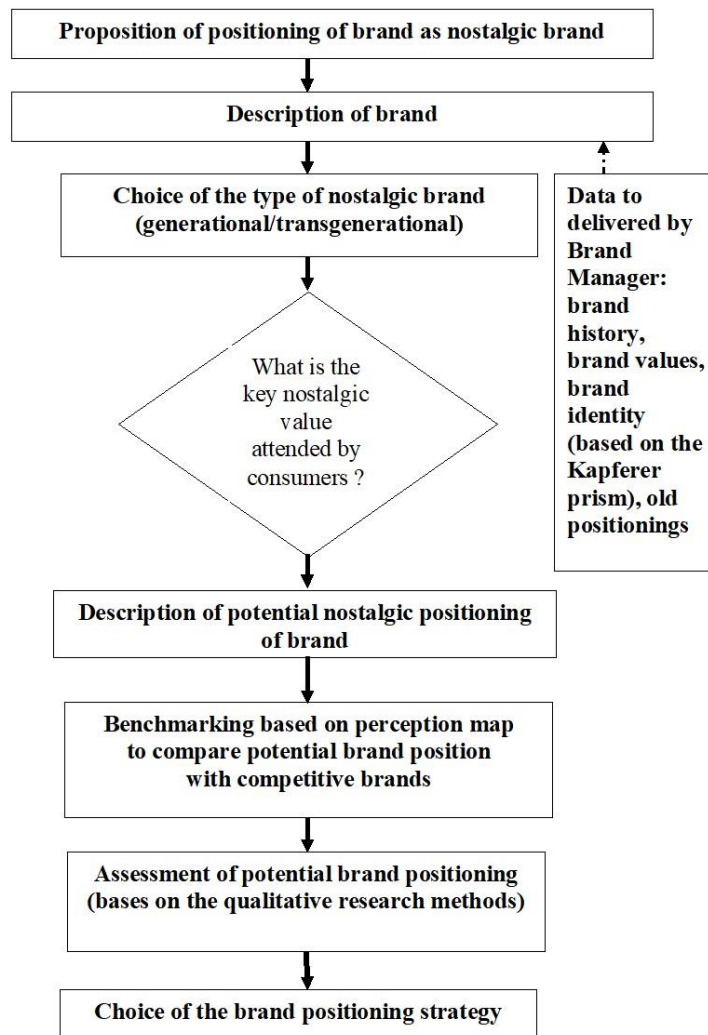 Proposition of positioning of brand as nostalgic brand
Description of brand
Choice of the type of nostalgic brand
(generational/transgenerational)
What is the
key nostalgic
value
attended by
consumers ?
Data to
delivered by
Brand
Manager:
brand
history,
brand values,
brand
identity
(based on the
Kapferer
prism), old
positionings
Description of potential nostalgic positioning
of brand
Benchmarking based on perception map
to compare potential brand position
with competitive brands
Assessment of potential brand positioning
(bases on the qualitative research methods)
Choice of the brand positioning strategy